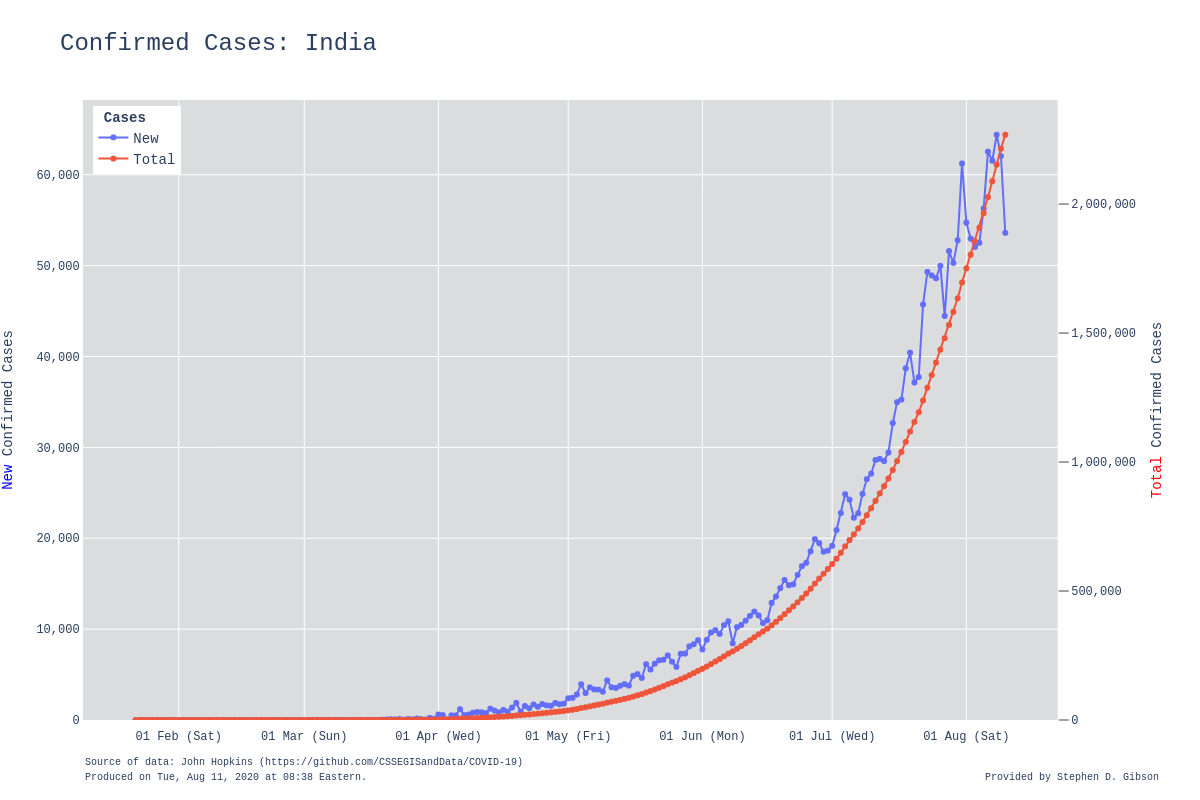 Confirmed Cases: India
Cases
New
Total
60,000
50,000
40,000
30,000
20,000
10,000
0
New Confirmed Cases
2,000,000
1,500,000
1,000,000
500,000
0
Total Confirmed Cases
01 Feb (Sat) 01 Mar (Sun) 01 Apr (Wed) 01 May (Fri) 01 Jun (Mon) 01 Jul (Wed) 01 Aug (Sat)
Source of data: John Hopkins (https://github.com/CSSEGISandData/COVID-19)
Produced on Tue, Aug 11, 2020 at 08:38 Eastern.
Provided by Stephen D. Gibson